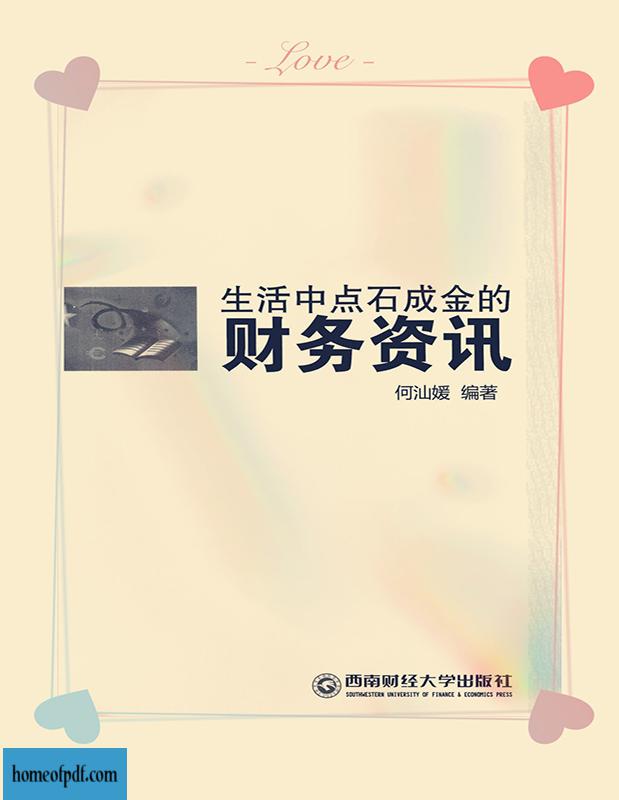 - Love -
生活中点石成金的
财务资讯
何汕媛 编著
西南财经大学出版社
SOUTHWESTERN UNIVERSITY OF FINANCE & ECONOMICS PRESS
homeofpdf.com